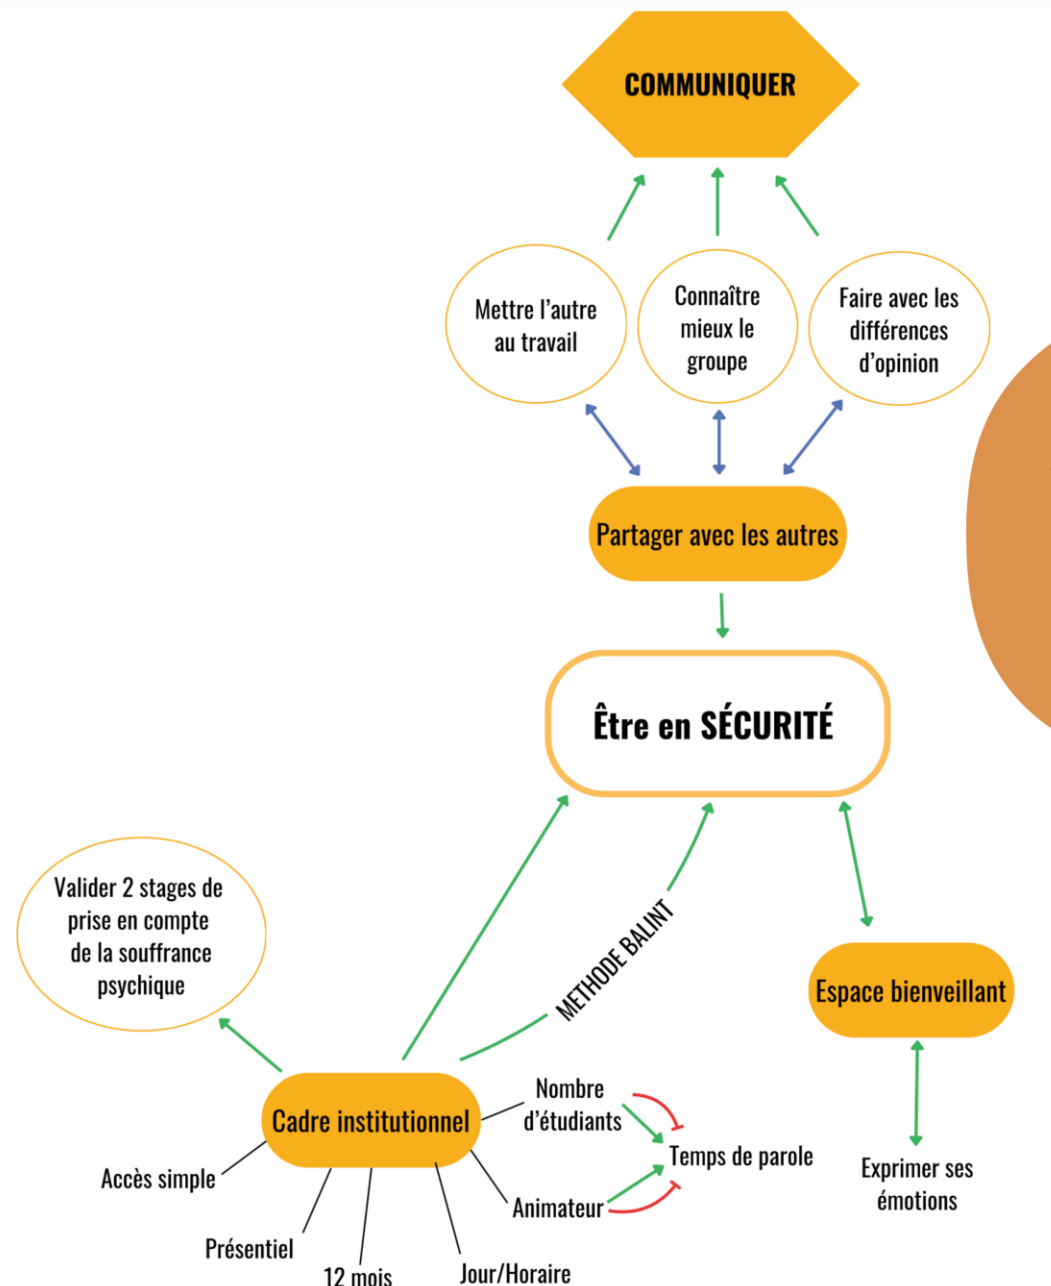 COMMUNIQUER
Mettre l'autre
au travail
Connaître
mieux le
groupe
Faire avec les
différences
d'opinion
Partager avec les autres
Être en SÉCURITÉ
Valider 2 stages de
prise en compte
de la souffrance
psychique
METHODE BALINT
Espace bienveillant
Cadre institutionnel
Nombre
d'étudiants
Temps de parole
Animateur
Accès simple
Présentiel
12 mois
Jour/Horaire
Exprimer ses
émotions